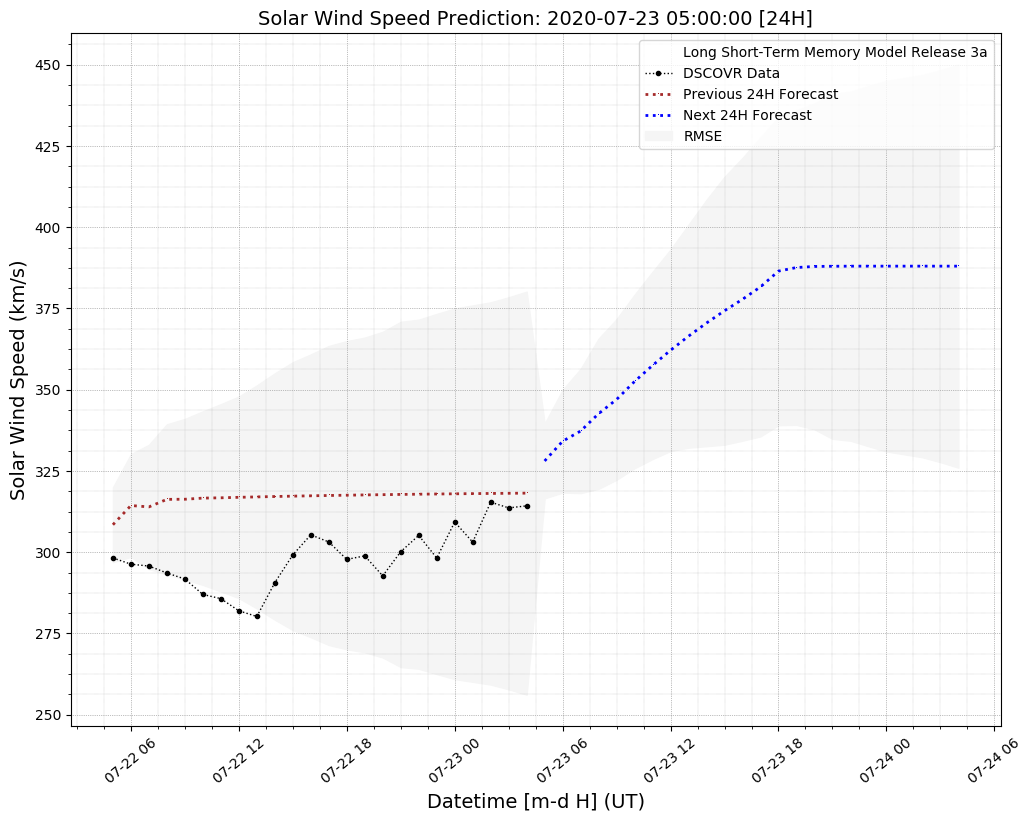 Solar Wind Speed Prediction: 2020-07-23 05:00:00 [24H]
Long Short-Term Memory Model Release 3a
DSCOVR Data
Previous 24H Forecast
Next 24H Forecast
RMSE
Solar Wind Speed (km/s)
450
425
400
375
350
325
300
275
250
07-22 06
07-22 12
07-22 18
07-23 00
07-23 06
07-23 12
07-23 18
07-24 00
07-24 06
Datetime [m-d H] (UT)